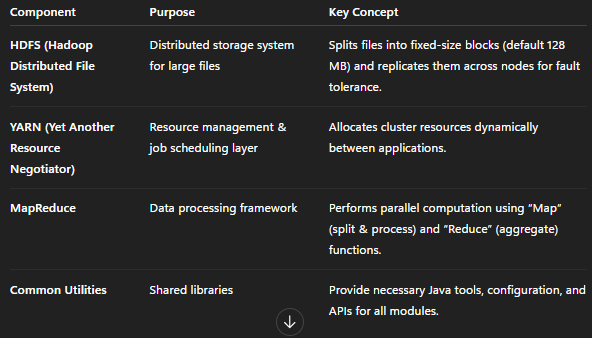 Component Purpose Key Concept
HDFS (Hadoop Distributed storage system Splits files into fixed-size blocks (default 128
Distributed File for large files MB) and replicates them across nodes for fault
System) tolerance.
YARN (Yet Another Resource management & Allocates cluster resources dynamically
Resource job scheduling layer between applications.
Negotiator)
MapReduce Data processing framework Performs parallel computation using “Map”
(split & process) and “Reduce” (aggregate)
functions.
Common Utilities Shared libraries Provide necessary Java tools, configuration, and
APIs for all modules.